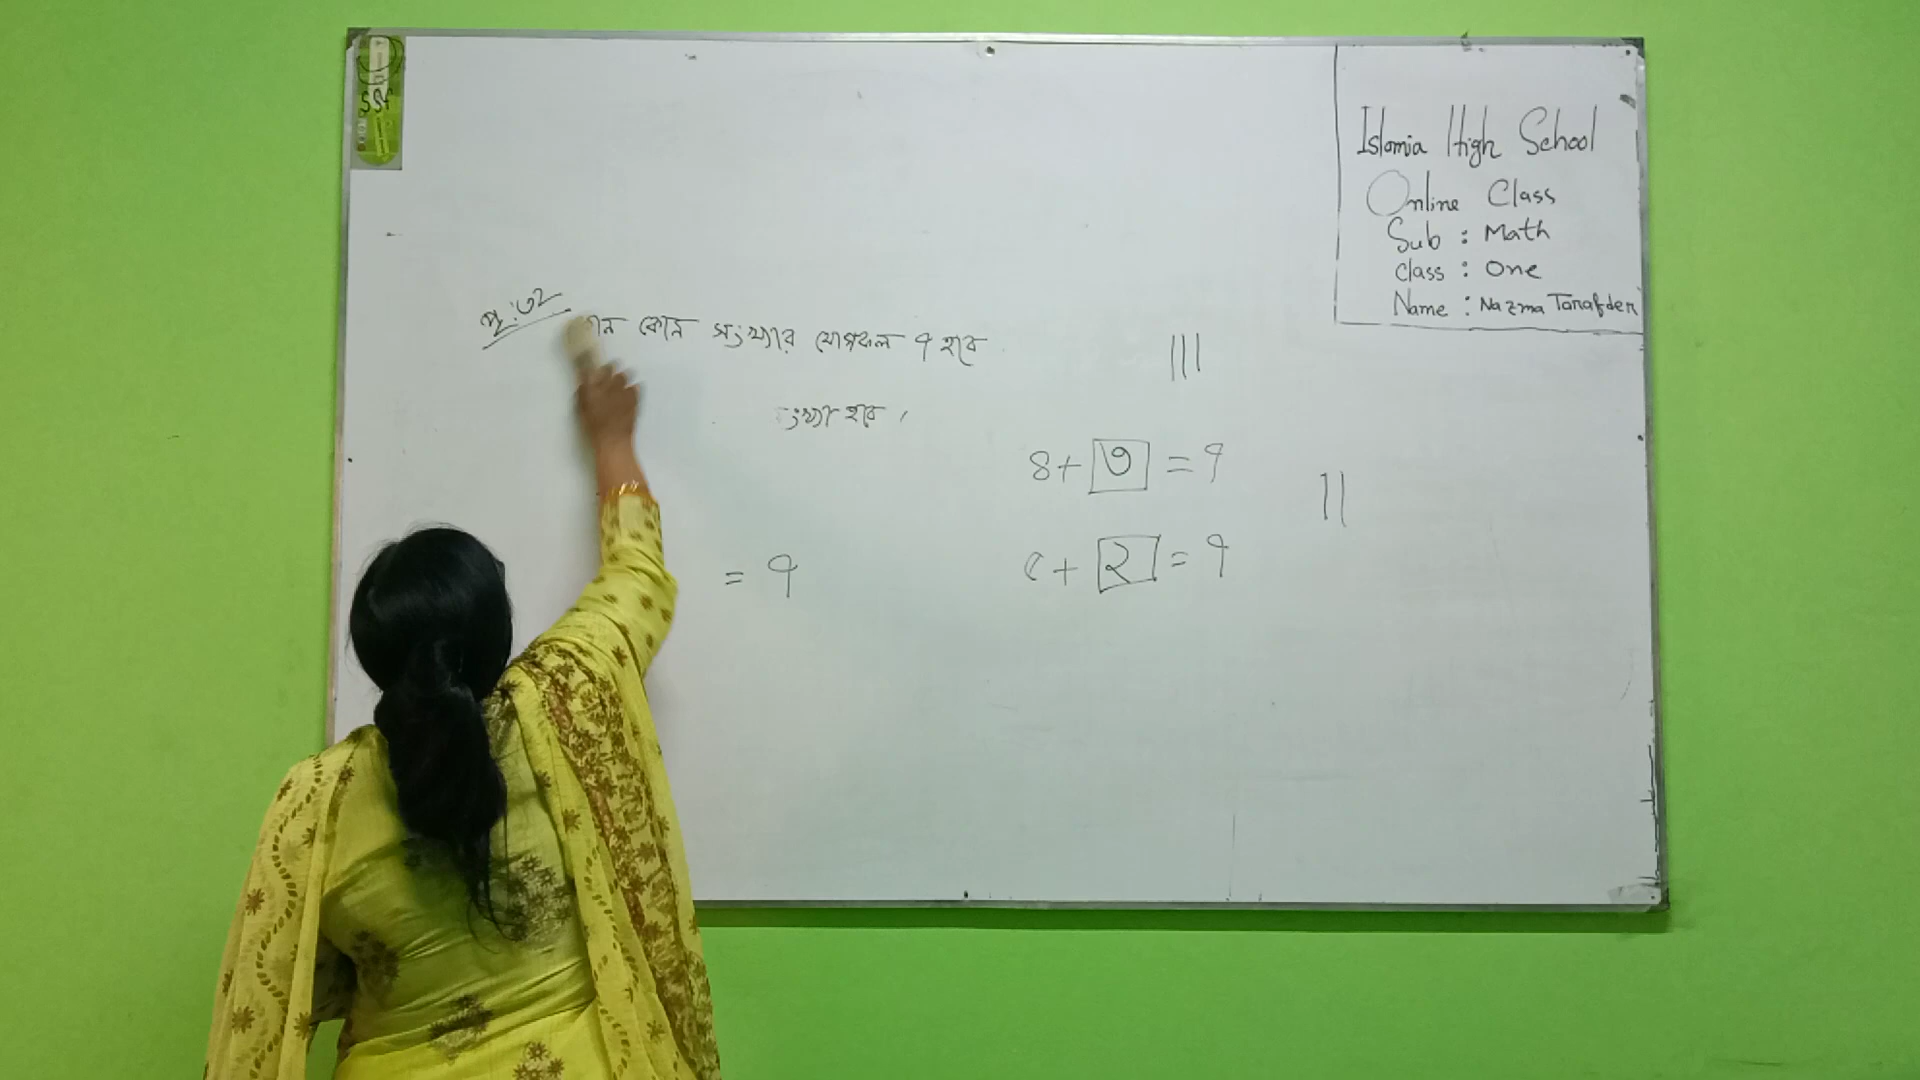 Islamia High School
Online Class
Sub : Math
Class : One
Name : Nazma Tarafder
পৃ:৩২
কোন সংখ্যার যোগফল ৭ হবে
হবে
৪+ ৩ = ৭
৫+ ২ = ৭
= ৭